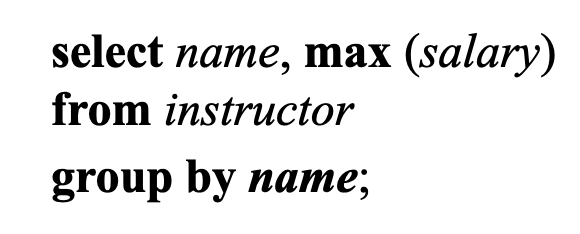 select name, max (salary)
from instructor
group by name;